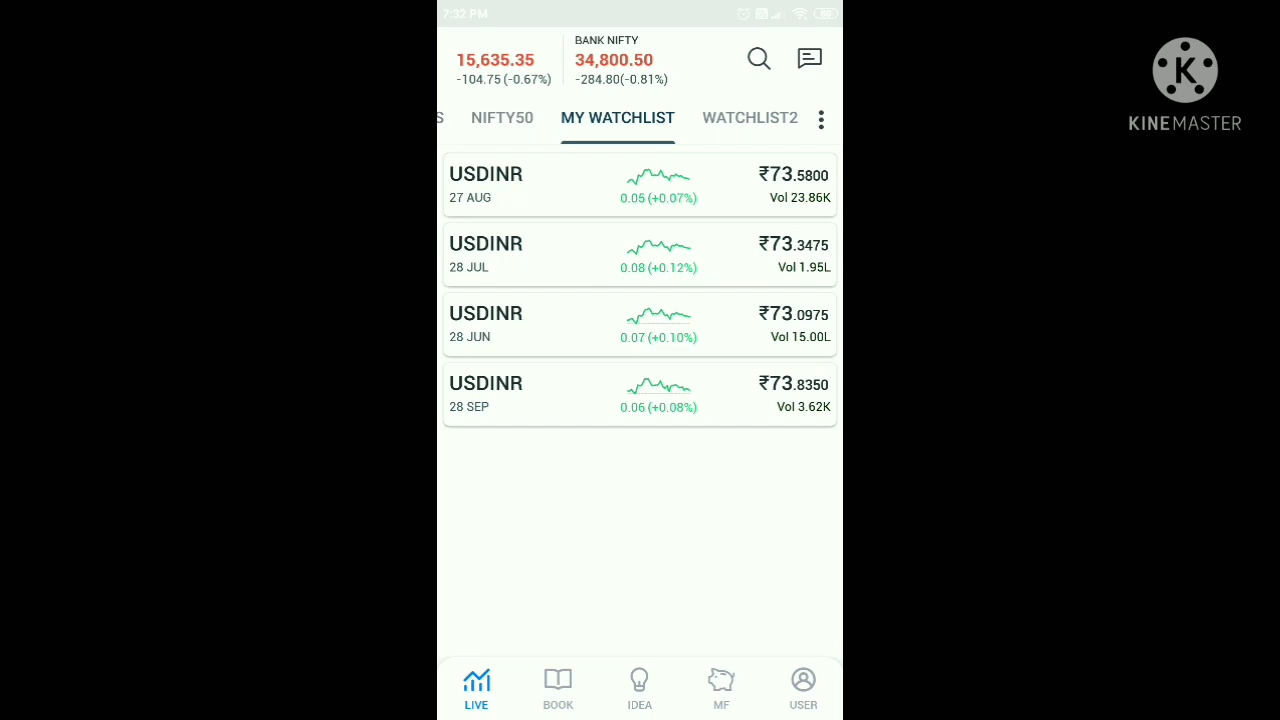 7:32 PM
BANK NIFTY
15,635.35
34,800.50
-104.75 (-0.67%)
-284.80(-0.81%)
S
NIFTY50
MY WATCHLIST
WATCHLIST2
USDINR
₹73.5800
27 AUG
0.05 (+0.07%)
Vol 23.86K
USDINR
₹73.3475
28 JUL
0.08 (+0.12%)
Vol 1.95L
USDINR
₹73.0975
28 JUN
0.07 (+0.10%)
Vol 15.00L
USDINR
₹73.8350
28 SEP
0.06 (+0.08%)
Vol 3.62K
LIVE
BOOK
IDEA
MF
USER
K
KINEMASTER